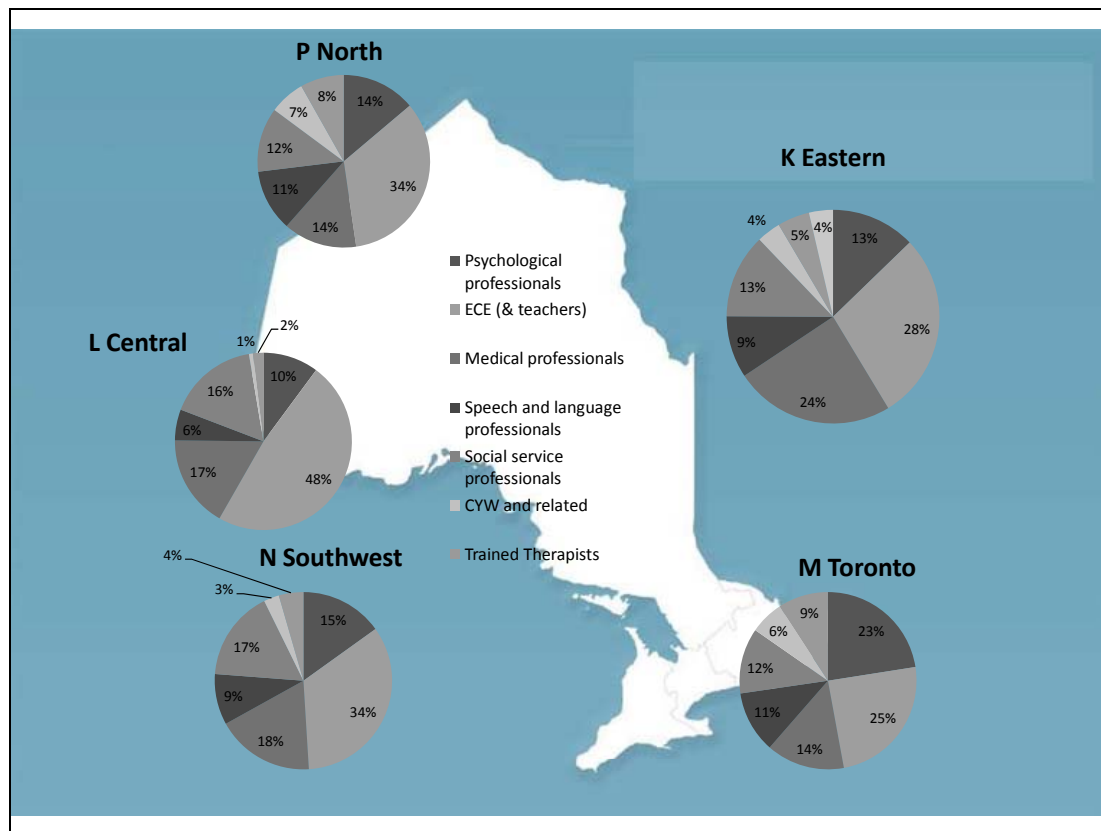 P North
8%
14%
7%
12%
34%
11%
14%
K Eastern
4%
5%
4%
13%
13%
28%
9%
24%
Psychological
professionals
ECE (& teachers)
Medical professionals
Speech and language
professionals
Social service
professionals
CYW and related
Trained Therapists
L Central
1%
2%
10%
16%
6%
17%
48%
N Southwest
4%
3%
15%
17%
9%
34%
18%
M Toronto
9%
23%
6%
12%
11%
25%
14%